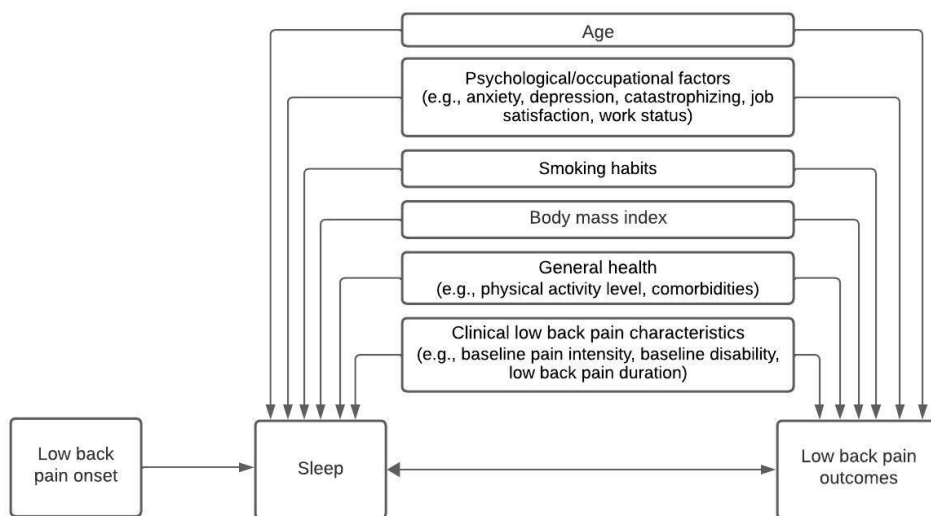 Age
Psychological/occupational factors
(e.g., anxiety, depression, catastrophizing, job
satisfaction, work status)
Smoking habits
Body mass index
General health
(e.g., physical activity level, comorbidities)
Clinical low back pain characteristics
(e.g., baseline pain intensity, baseline disability,
low back pain duration)
Low back
pain onset
Sleep
Low back pain
outcomes